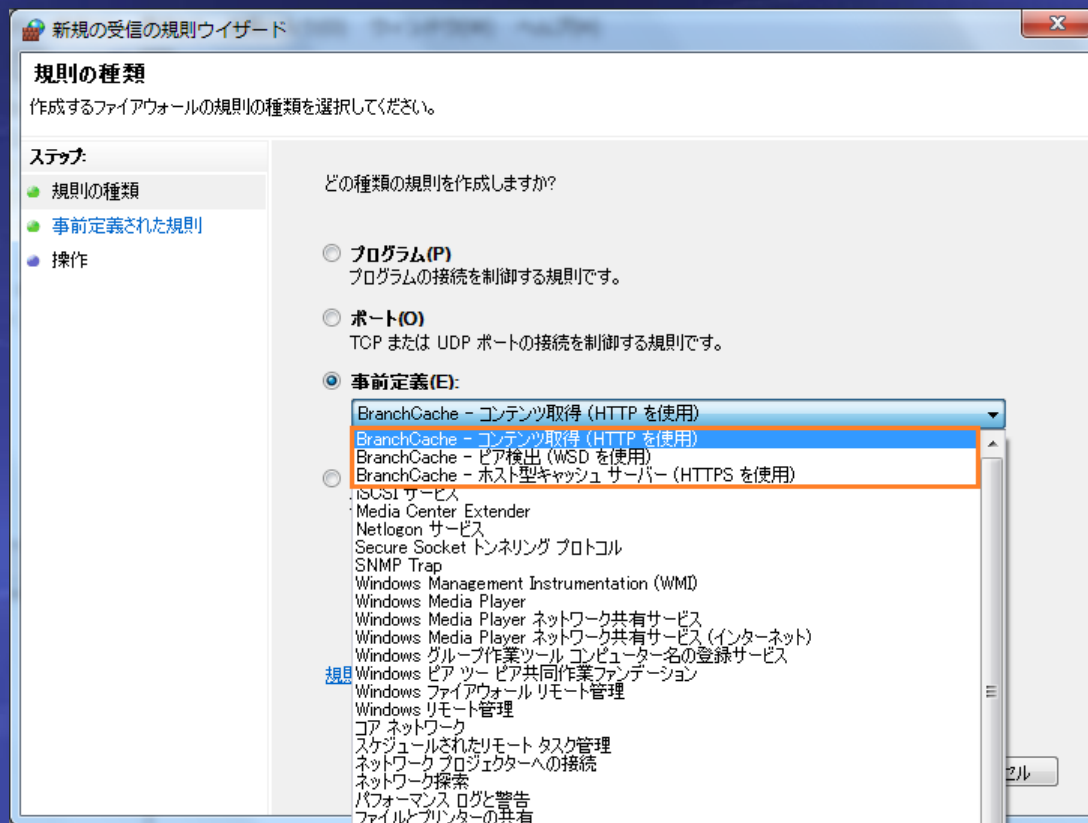 新規の受信の規則ウィザード
規則の種類
作成するファイアウォールの規則の種類を選択してください。
ステップ:
規則の種類
事前定義された規則
操作
どの種類の規則を作成しますか?
プログラム(P)
プログラムの接続を制御する規則です。
ポート(O)
TCP または UDP ポートの接続を制御する規則です。
事前定義(E):
BranchCache - コンテンツ取得 (HTTP を使用)
BranchCache - コンテンツ取得 (HTTP を使用)
BranchCache - ピア検出 (WSD を使用)
BranchCache - ホスト型キャッシュ サーバー (HTTPS を使用)
iSCSI サービス
Media Center Extender
Netlogon サービス
Secure Socket トンネリング プロトコル
SNMP Trap
Windows Management Instrumentation (WMI)
Windows Media Player
Windows Media Player ネットワーク共有サービス
Windows Media Player ネットワーク共有サービス (インターネット)
Windows グループ作業ツール コンピューター名の登録サービス
規則 Windows ピア ツー ピア共同作業ファンデーション
Windows ファイアウォール リモート管理
Windows リモート管理
コア ネットワーク
スケジュールされたリモート タスク管理
ネットワーク プロジェクターへの接続
セル
ネットワーク探索
パフォーマンス ログと警告
ファイルとプリンターの共有